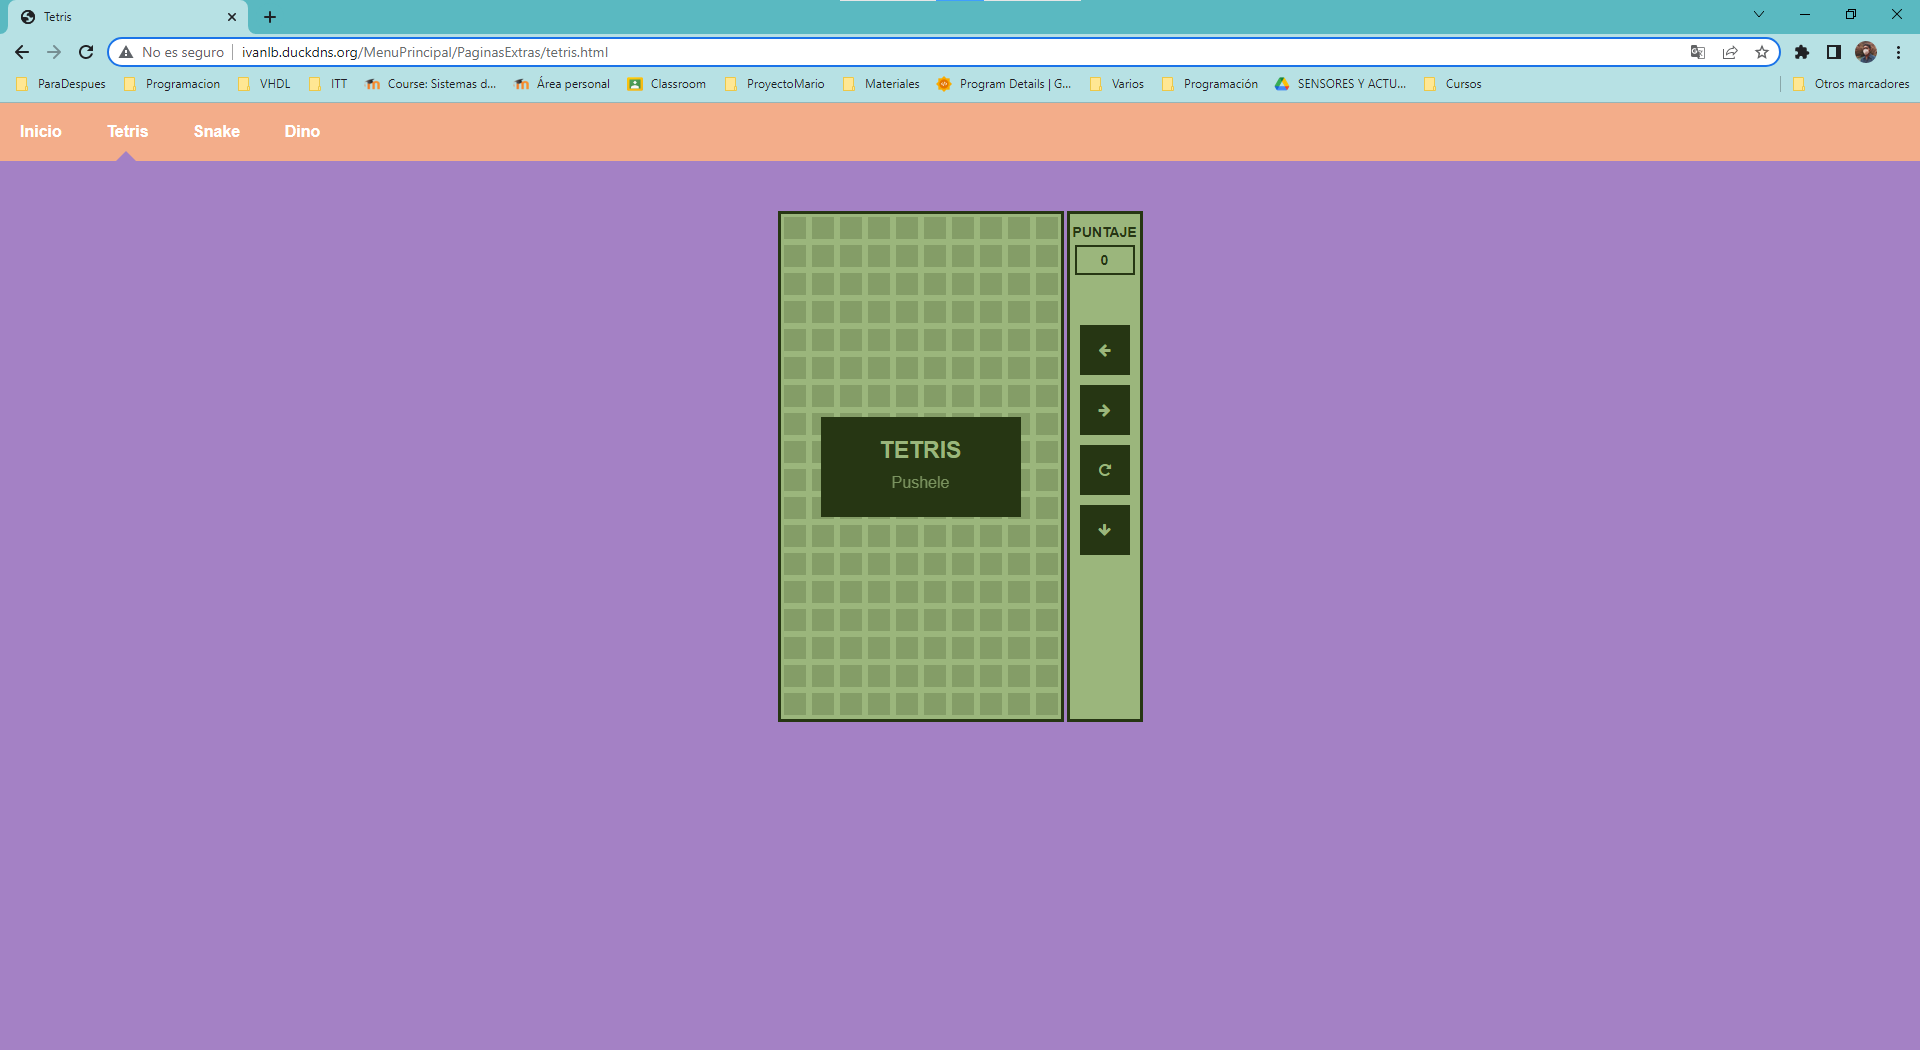 Tetris
No es seguro ivanlb.duckdns.org/MenuPrincipal/PaginasExtras/tetris.html
ParaDespues Programacion VHDL ITT Course: Sistemas d... Área personal Classroom ProyectoMario Materiales Program Details | G... Varios Programación SENSORES Y ACTU... Cursos Otros marcadores
Inicio Tetris Snake Dino
PUNTAJE
0
TETRIS
Pushele